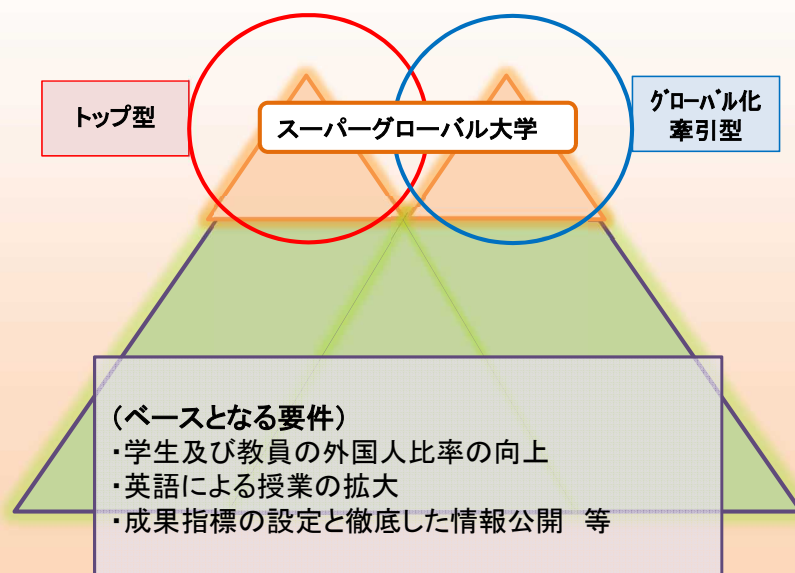 トップ型
スーパーグローバル大学
ｸﾞﾛｰﾊﾞﾙ化
牽引型
（ベースとなる要件）
・学生及び教員の外国人比率の向上
・英語による授業の拡大
・成果指標の設定と徹底した情報公開　等